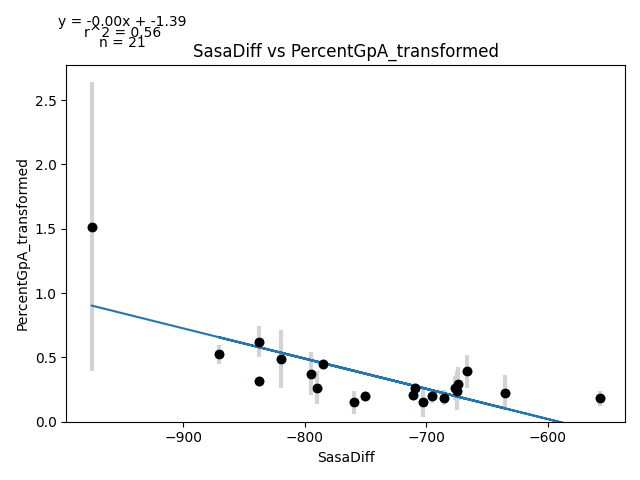 y = -0.00x + -1.39
r^2 = 0.56
n = 21
SasaDiff vs PercentGpA_transformed
PercentGpA_transformed
2.5
2.0
1.5
1.0
0.5
0.0
−900
−800
−700
−600
SasaDiff